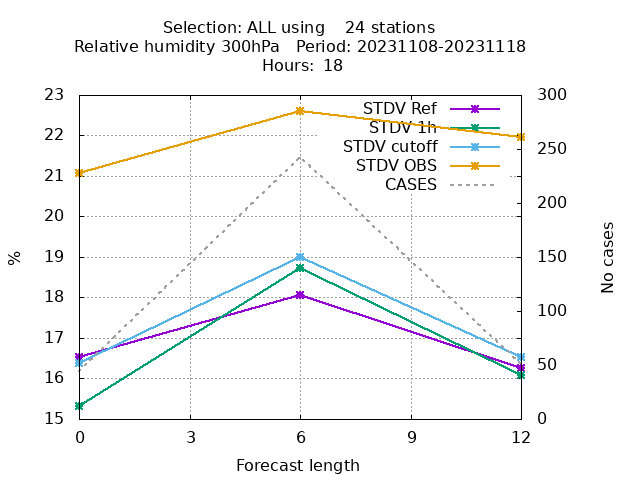 Selection: ALL using    24 stations
Relative humidity 300hPa   Period: 20231108-20231118
Hours: 18
STDV Ref
STDV 1h
STDV cutoff
STDV OBS
CASES
23
22
21
20
19
18
17
16
15
300
250
200
150
100
50
0
%
No cases
0 3 6 9 12
Forecast length